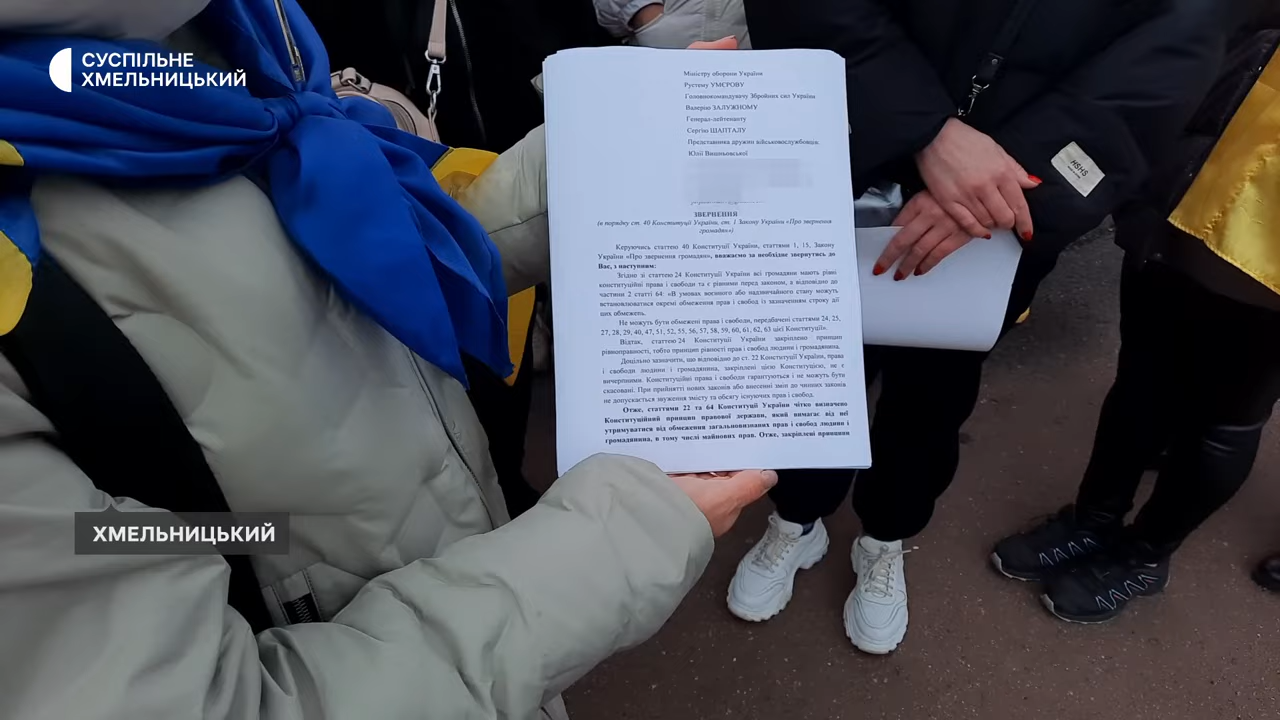 СУСПІЛЬНЕ
ХМЕЛЬНИЦЬКИЙ
Міністру оборони України
Рустему УМЄРОВУ
Головнокомандувачу Збройних сил України
Валерію ЗАЛУЖНОМУ
Генерал-лейтенанту
Сергію ШАПТАЛУ
Представника дружин військовослужбовців,
Юлії Вишньовської
ЗВЕРНЕННЯ
(в порядку ст. 40 Конституції України, ст. 1 Закону України «Про звернення
громадян»)
Керуючись статтею 40 Конституції України, статтями 1, 15, Закону
України «Про звернення громадян», вважаємо за необхідне звернутись до
Вас, з наступним:
Згідно зі статтею 24 Конституції України всі громадяни мають рівні
конституційні права і свободи та є рівними перед законом, а відповідно до
частини 2 статті 64: «В умовах воєнного або надзвичайного стану можуть
встановлюватися окремі обмеження прав і свобод із зазначенням строку дії
цих обмежень.
Не можуть бути обмежені права і свободи, передбачені статтями 24, 25,
27, 28, 29, 40, 47, 51, 52, 55, 56, 57, 58, 59, 60, 61, 62, 63 цієї Конституції».
Відтак, статтею 24 Конституції України закріплено принцип
рівноправності, тобто принцип рівності прав і свобод людини і громадянина.
Доцільно зазначити, що відповідно до ст. 22 Конституції України, права
і свободи людини і громадянина, закріплені цією Конституцією, не є
вичерпними. Конституційні права і свободи гарантуються і не можуть бути
скасовані. При прийнятті нових законів або внесенні змін до чинних законів
не допускається звуження змісту та обсягу існуючих прав і свобод.
Отже, статтями 22 та 64 Конституції України чітко визначено
Конституційний принцип правової держави, який вимагає від неї
утримуватися від обмеження загальновизнаних прав і свобод людини і
громадянина, в тому числі майнових прав. Отже, закріплені принципи
HSHS
ХМЕЛЬНИЦЬКИЙ